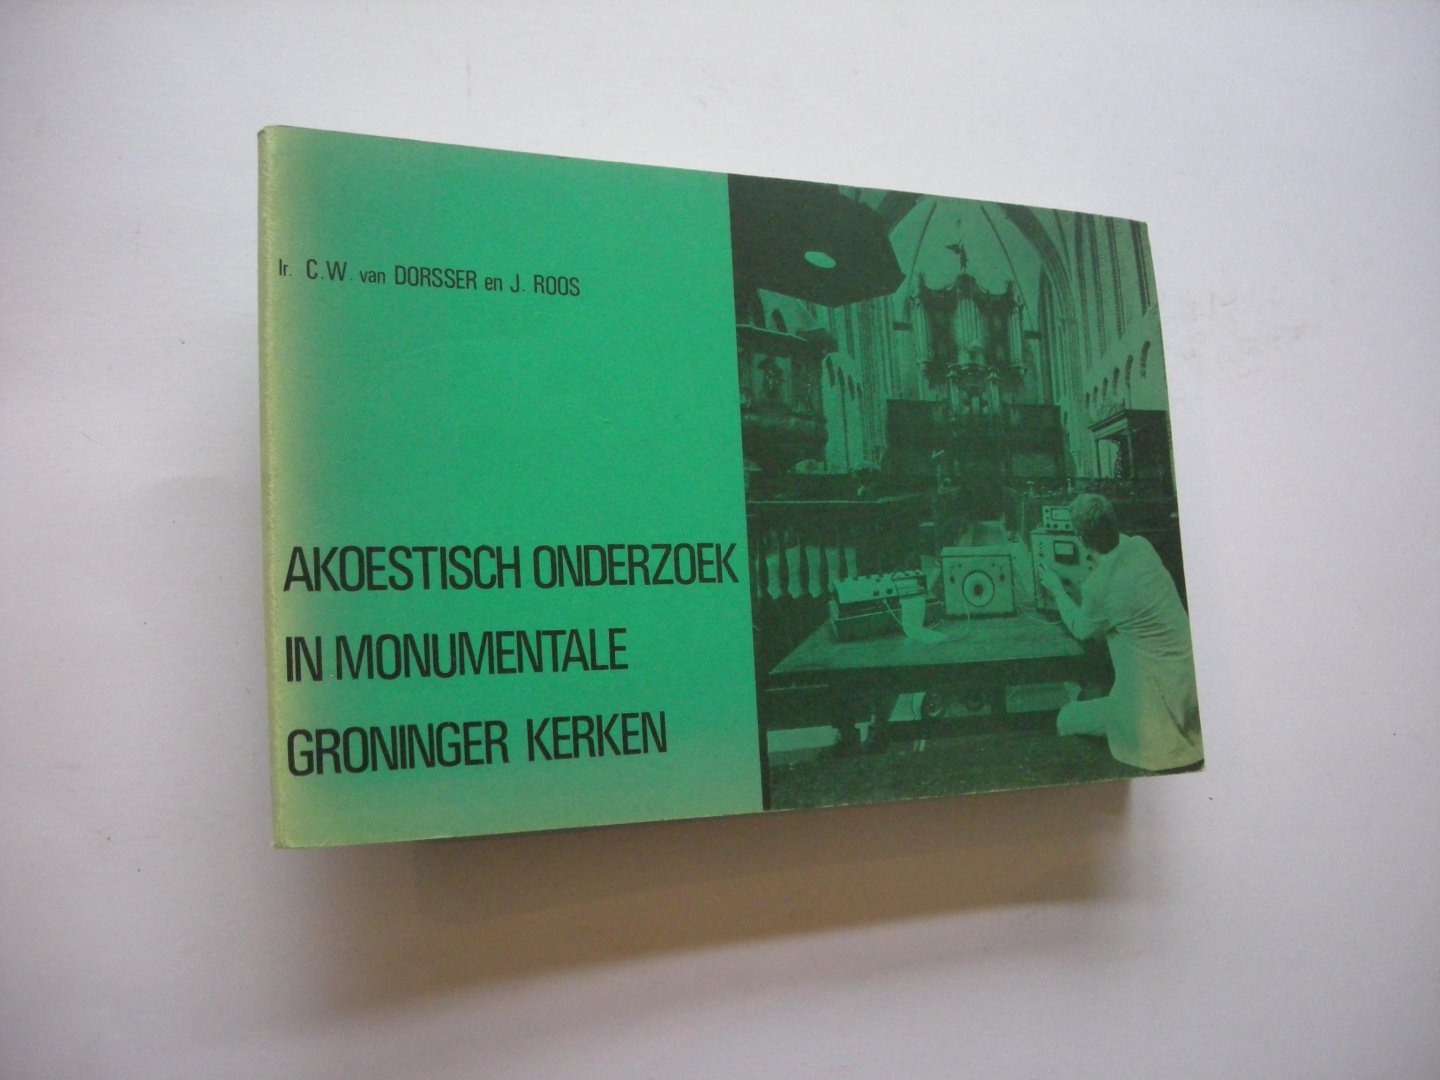 Ir. C.W. van DORSSER en J. ROOS
AKOESTISCH ONDERZOEK
IN MONUMENTALE
GRONINGER KERKEN